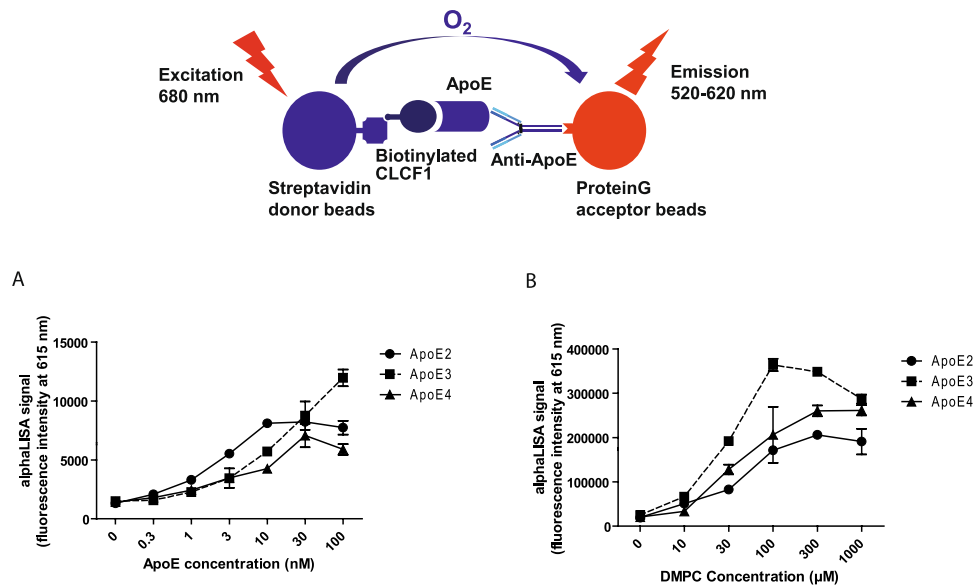 O2
Excitation
680 nm
ApoE
Emission
520-620 nm
Biotinylated
CLCF1
Anti-ApoE
Streptavidin
donor beads
ProteinG
acceptor beads
A
alphaLISA signal
(fluorescence intensity at 615 nm)
15000
10000
5000
0
0
0.3
1
3
10
30
100
ApoE concentration (nM)
ApoE2
ApoE3
ApoE4
B
alphaLISA signal
(fluorescence intensity at 615 nm)
400000
300000
200000
100000
0
0
10
30
100
300
1000
DMPC Concentration (µM)
ApoE2
ApoE3
ApoE4